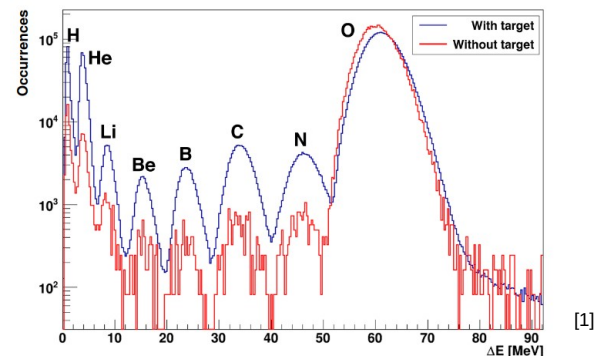 Occurrences
10⁵
10⁴
10³
10²
H
He
Li
Be
B
C
N
O
With target
Without target
0 10 20 30 40 50 60 70 80 90
ΔE [MeV]
[1]